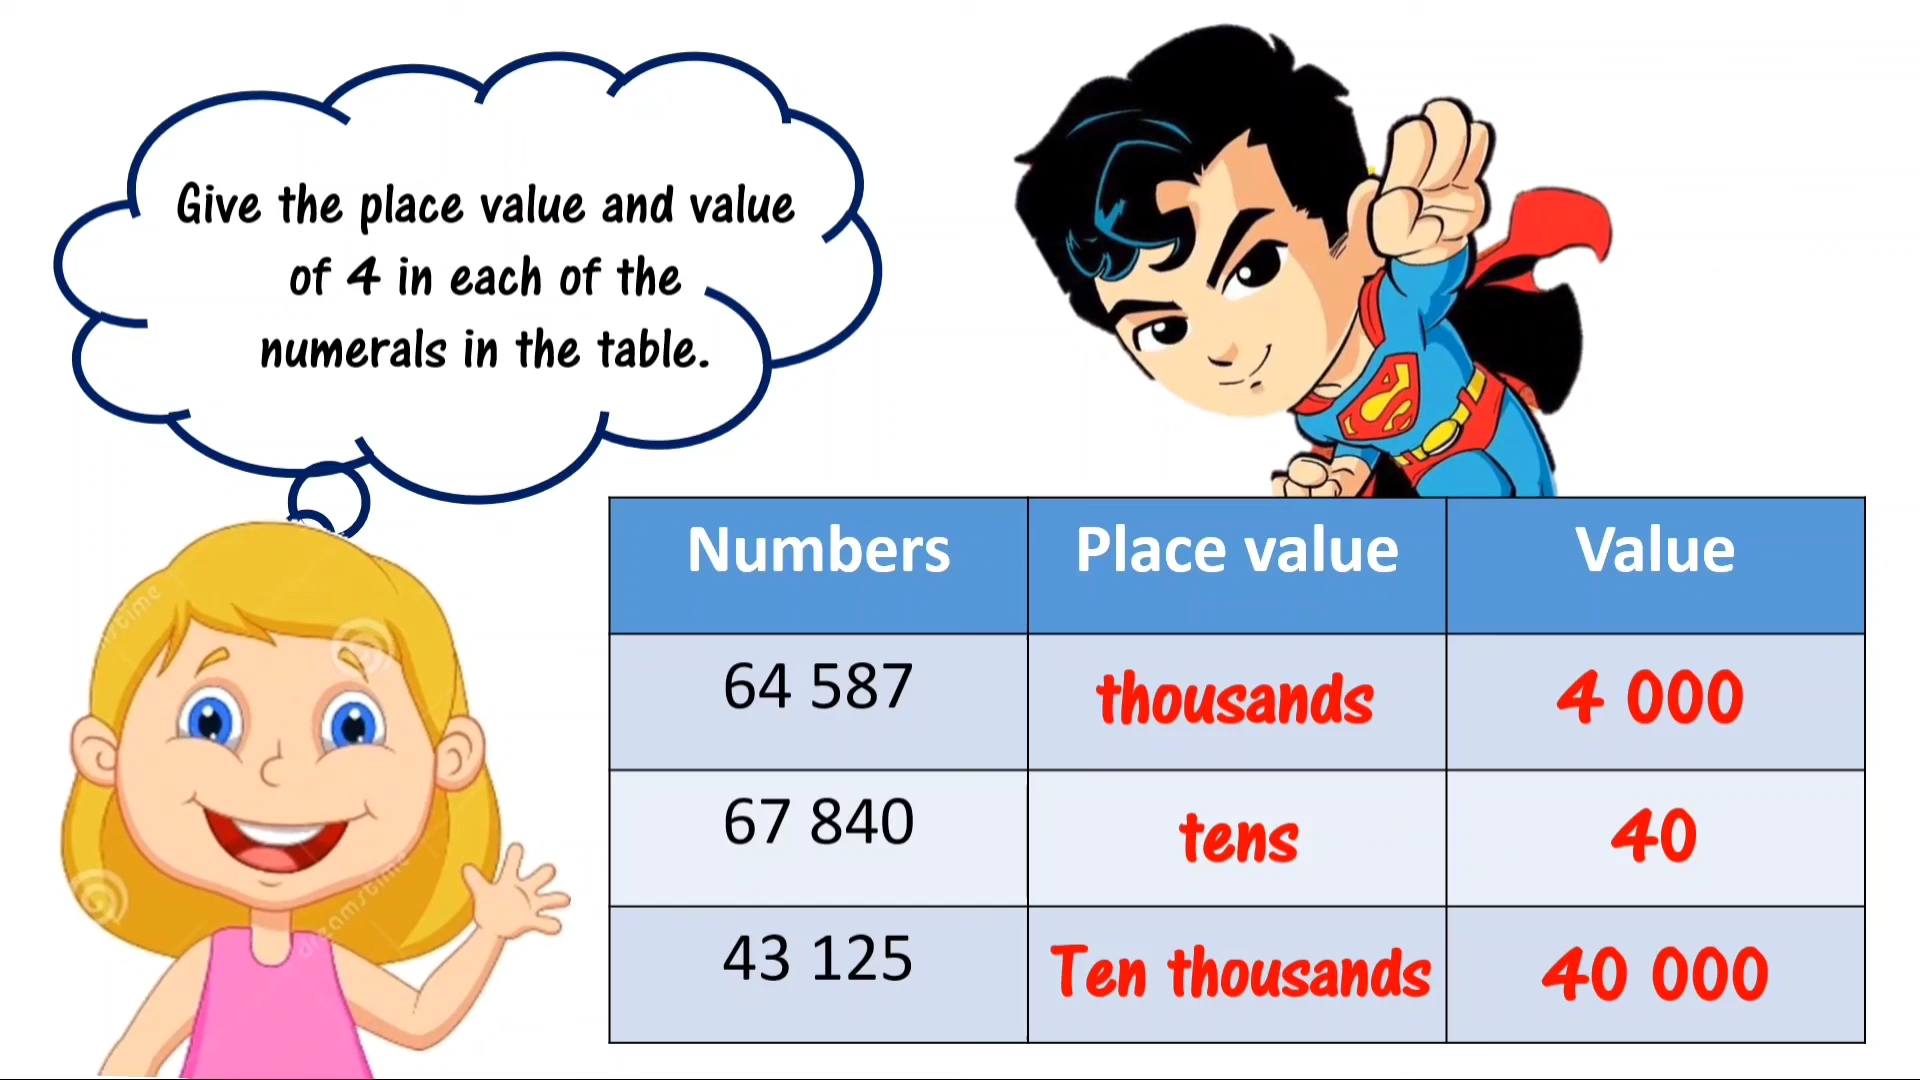 Give the place value and value
of 4 in each of the
numerals in the table.
Numbers Place value Value
64 587 thousands 4 000
67 840 tens 40
43 125 Ten thousands 40 000
dreamstime